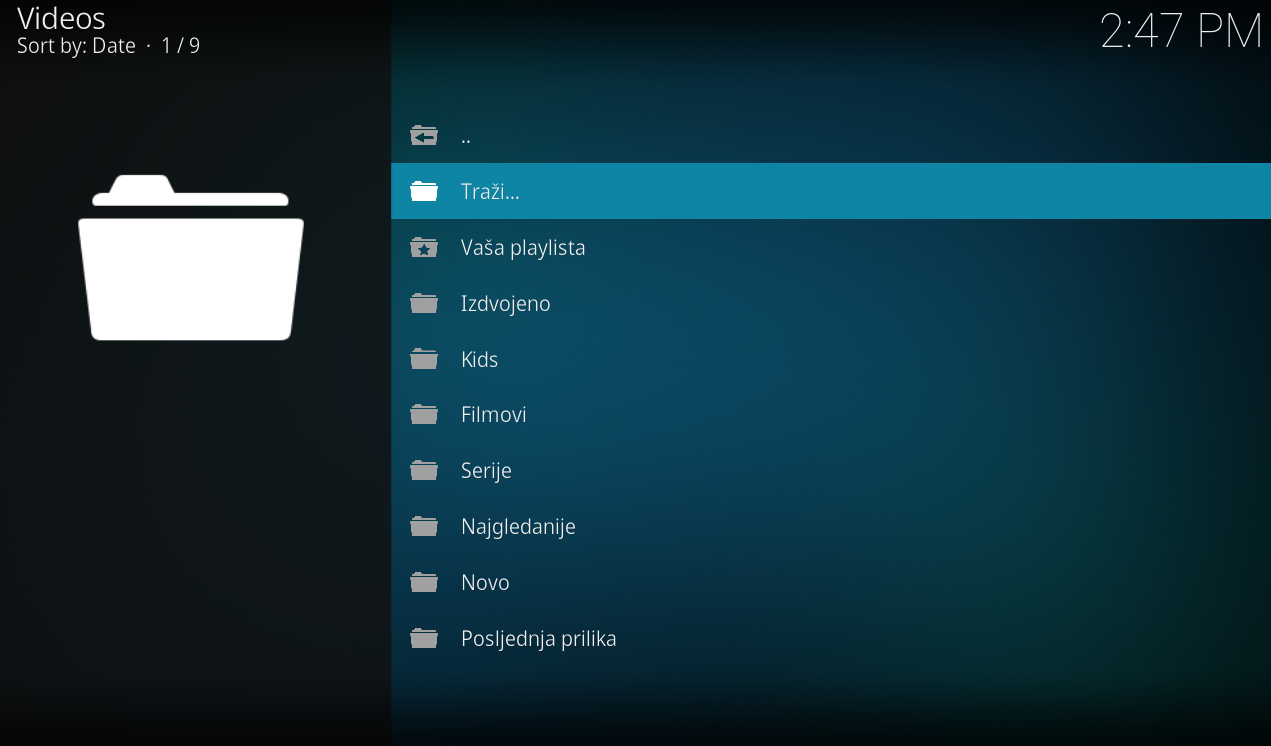 Videos
Sort by: Date · 1 / 9
2:47 PM
..
Traži...
Vaša playlista
Izdvojeno
Kids
Filmovi
Serije
Najgledanije
Novo
Posljednja prilika